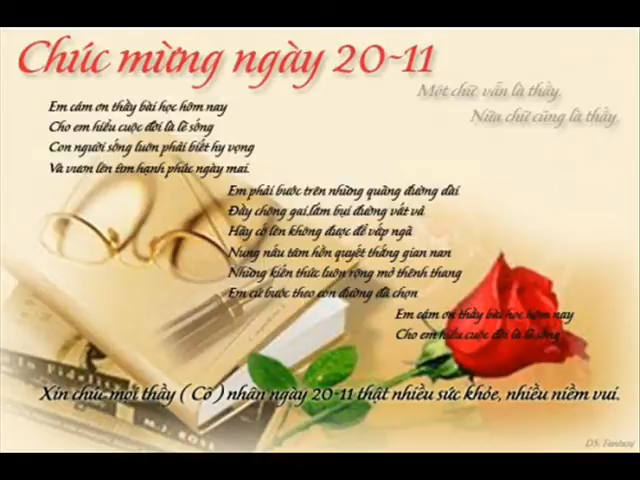 Chúc mừng ngày 20-11
Một chữ vẫn là thầy.
Nửa chữ cũng là thầy.
Em cám ơn thầy bài học hôm nay
Cho em hiểu cuộc đời là lẽ sống
Con người sống luôn phải biết hy vọng
Và vươn lên tìm hạnh phúc ngày mai.
Em phải bước trên những quãng đường dài
Đầy chông gai,lấm bụi đường vất vả
Hãy cố lên không được để vấp ngã
Nung nấu tâm hồn quyết thắng gian nan
Những kiến thức luôn rộng mở thênh thang
Em cứ bước theo con đường đã chọn
Em cám ơn thầy bài học hôm nay
Cho em hiểu cuộc đời là lẽ sống
Xin chúc mọi thầy ( Cô ) nhân ngày 20-11 thật nhiều sức khỏe, nhiều niềm vui.
M.J. ROSE
DS: Fantasy